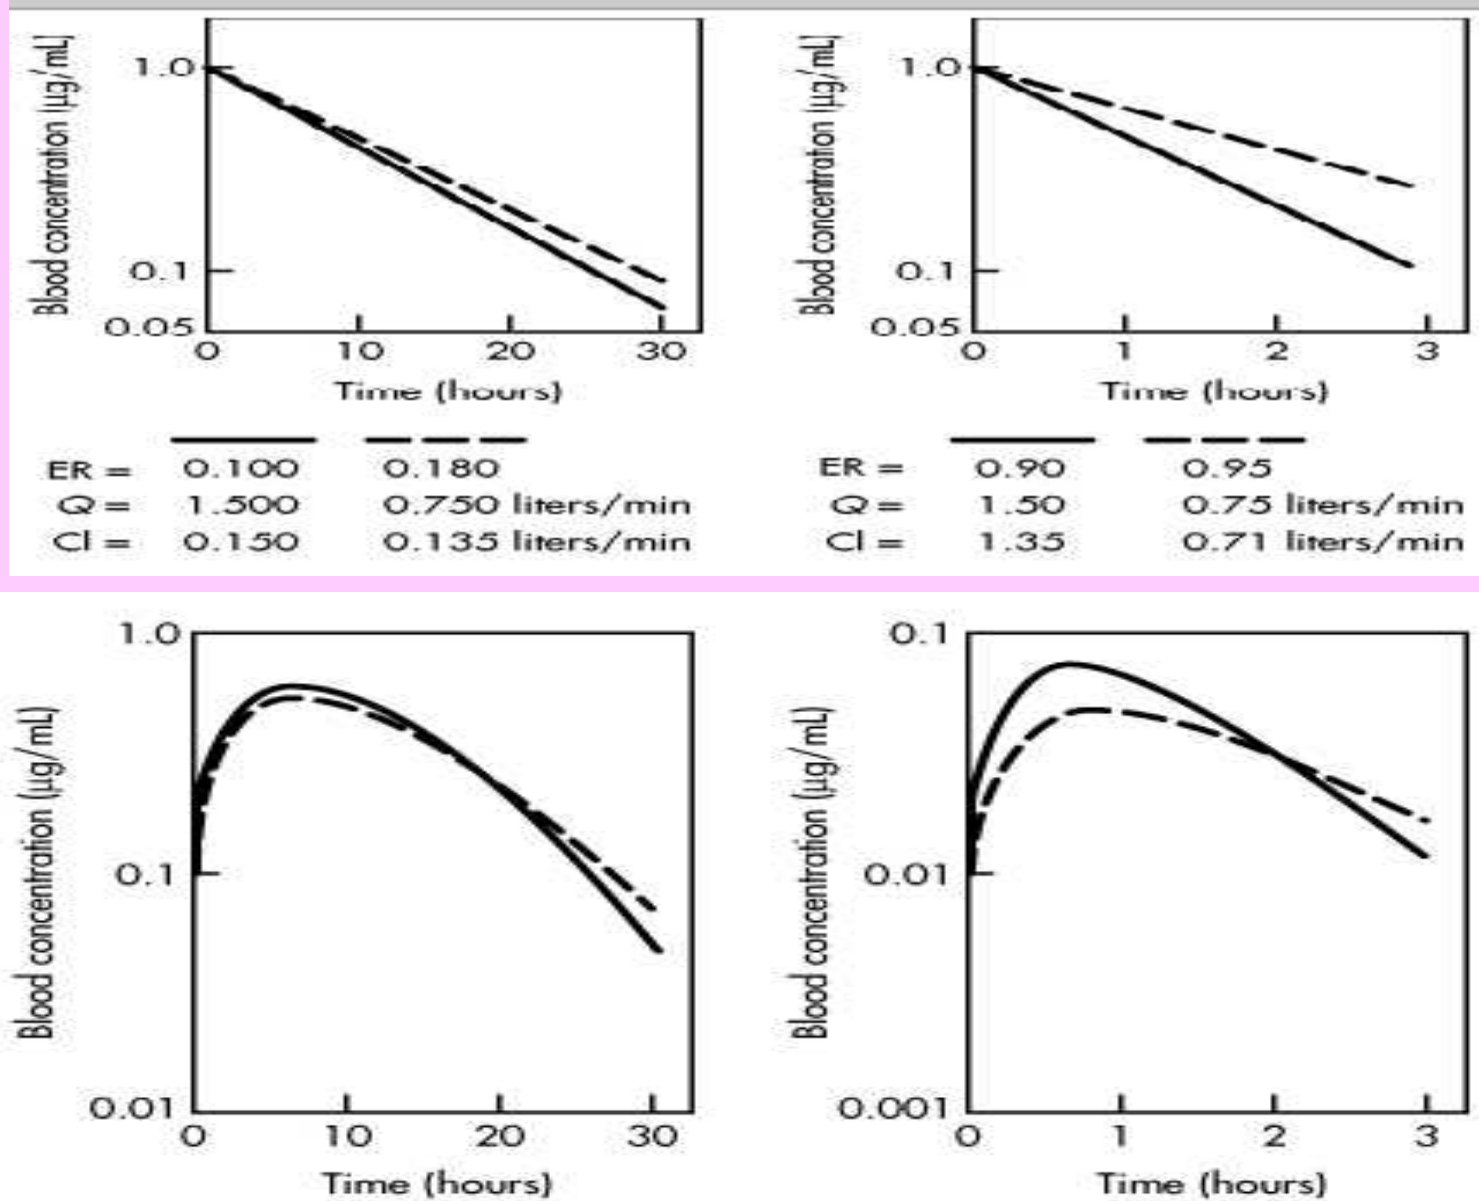 Blood concentration (µg/mL)
1.0
0.1
0.05
0 10 20 30
Time (hours)
ER = 0.100 0.180
Q = 1.500 0.750 liters/min
Cl = 0.150 0.135 liters/min
Blood concentration (µg/mL)
1.0
0.1
0.05
0 1 2 3
Time (hours)
ER = 0.90 0.95
Q = 1.50 0.75 liters/min
Cl = 1.35 0.71 liters/min
Blood concentration (µg/mL)
1.0
0.1
0.01
0 10 20 30
Time (hours)
Blood concentration (µg/mL)
0.1
0.01
0.001
0 1 2 3
Time (hours)